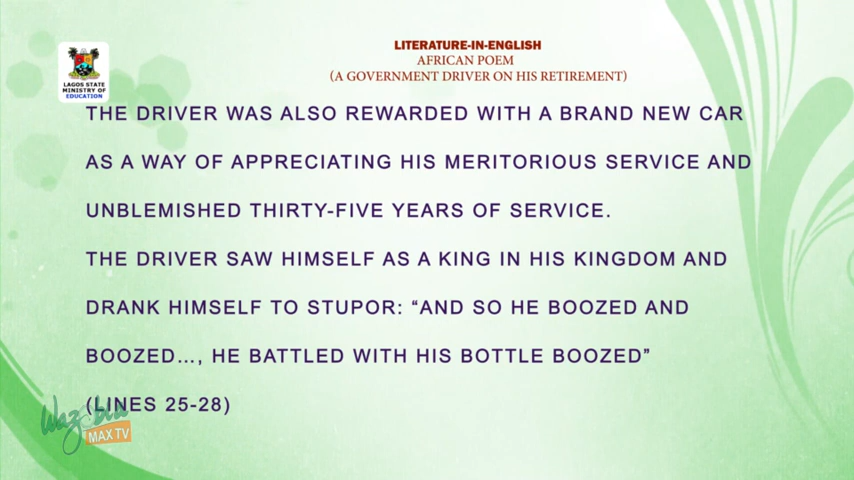 LITERATURE-IN-ENGLISH
AFRICAN POEM
(A GOVERNMENT DRIVER ON HIS RETIREMENT)
LAGOS STATE
MINISTRY OF
EDUCATION
THE DRIVER WAS ALSO REWARDED WITH A BRAND NEW CAR
AS A WAY OF APPRECIATING HIS MERITORIOUS SERVICE AND
UNBLEMISHED THIRTY-FIVE YEARS OF SERVICE.
THE DRIVER SAW HIMSELF AS A KING IN HIS KINGDOM AND
DRANK HIMSELF TO STUPOR: “AND SO HE BOOZED AND
BOOZED..., HE BATTLED WITH HIS BOTTLE BOOZED”
(LINES 25-28)
MAX TV